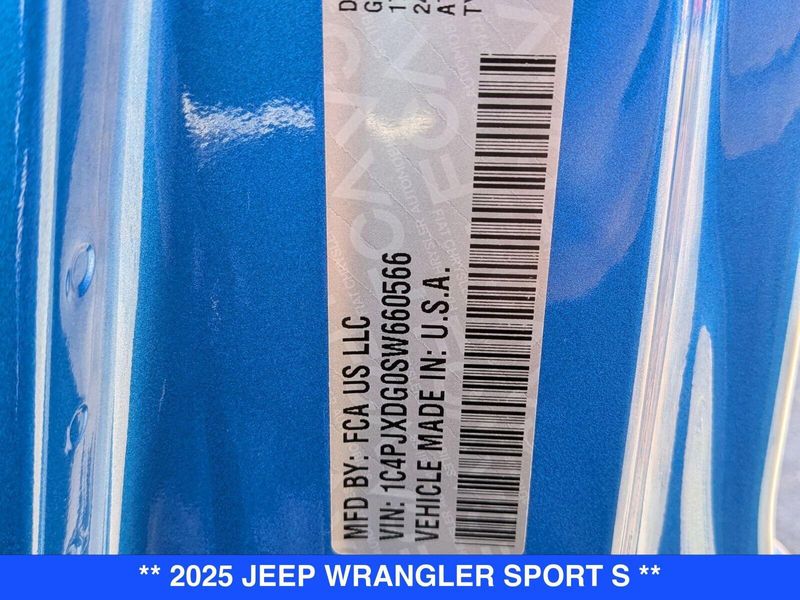 MFD BY: FCA US LLC
VIN: 1C4PJXDG0SW660566
VEHICLE MADE IN: U.S.A.
** 2025 JEEP WRANGLER SPORT S **